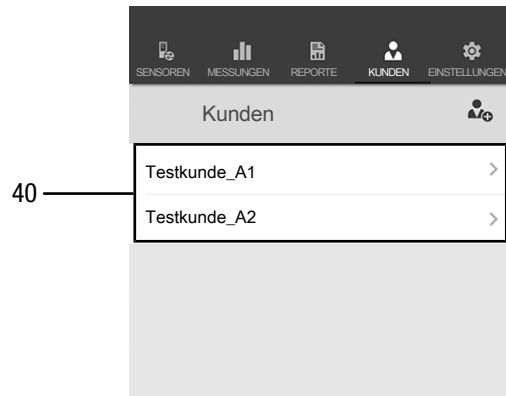 SENSOREN MESSUNGEN REPORTE KUNDEN EINSTELLUNGEN
Kunden
Testkunde_A1
40
Testkunde_A2